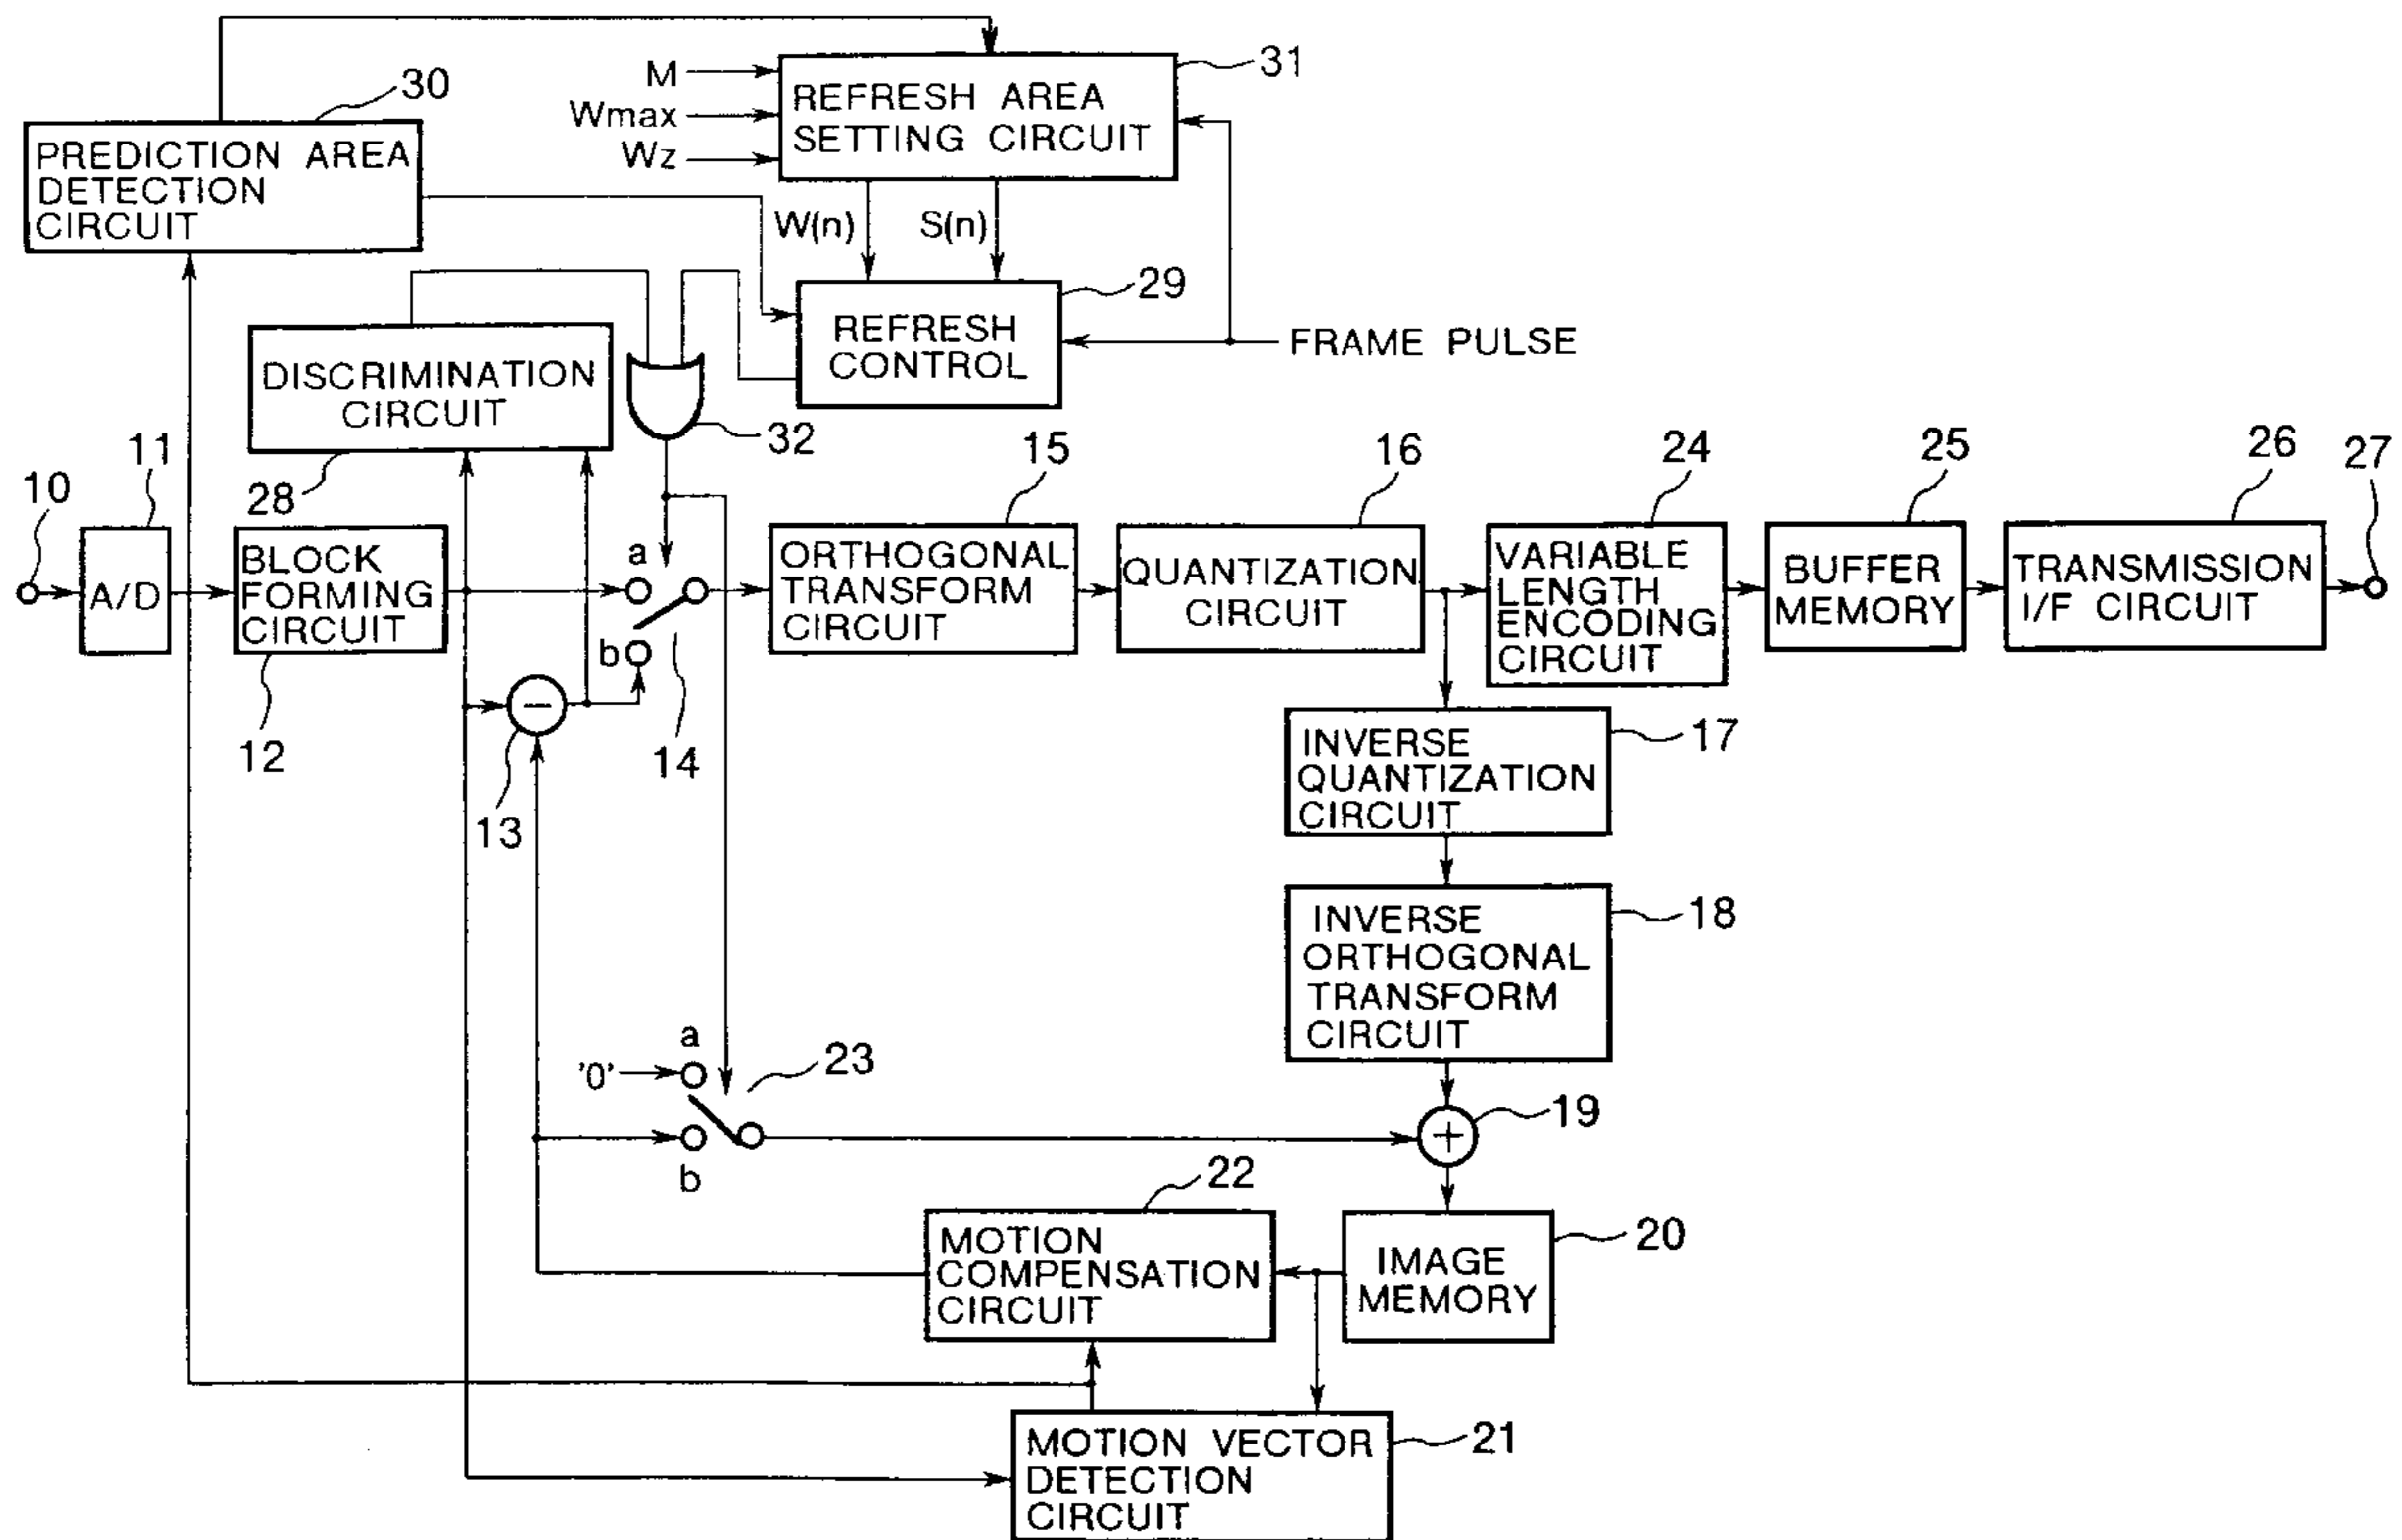 31
30
M
REFRESH AREA
Wmax
SETTING CIRCUIT
Wz
PREDICTION AREA
DETECTION
CIRCUIT
W(n)
S(n)
29
REFRESH
CONTROL
FRAME PULSE
DISCRIMINATION
CIRCUIT
32
11
15
16
24
25
26
27
10
28
a
A/D
BLOCK
FORMING
CIRCUIT
ORTHOGONAL
TRANSFORM
CIRCUIT
QUANTIZATION
CIRCUIT
VARIABLE
LENGTH
ENCODING
CIRCUIT
BUFFER
MEMORY
TRANSMISSION
I/F CIRCUIT
b
12
14
13
−
17
INVERSE
QUANTIZATION
CIRCUIT
18
INVERSE
ORTHOGONAL
TRANSFORM
CIRCUIT
a
'0'
23
19
+
b
22
MOTION
COMPENSATION
CIRCUIT
20
IMAGE
MEMORY
21
MOTION VECTOR
DETECTION
CIRCUIT